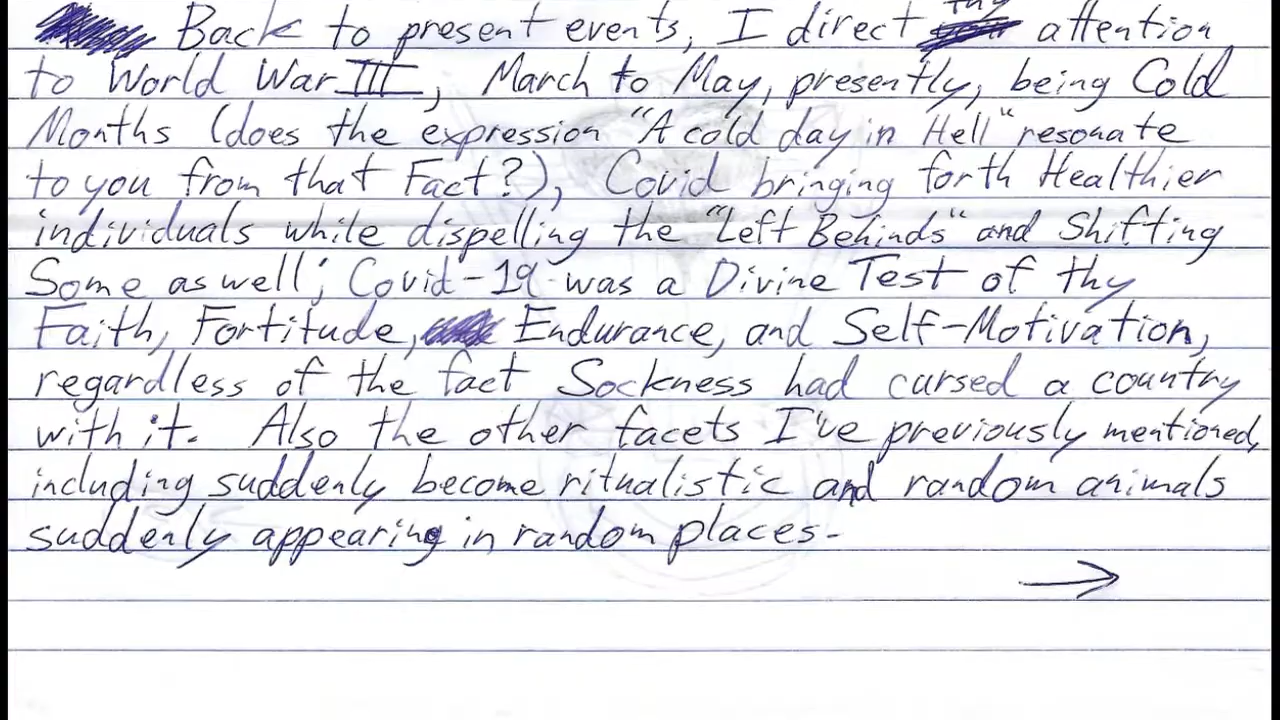 Back to present events, I direct thy attention
to World War III, March to May, presently, being Cold
Months (does the expression "A cold day in Hell" resonate
to you from that Fact?), Covid bringing forth Healthier
individuals while dispelling the "Left Behinds" and Shifting
Some as well; Covid-19 was a Divine Test of thy
Faith, Fortitude, Endurance, and Self-Motivation,
regardless of the fact Sockness had cursed a country
with it. Also the other facets I've previously mentioned,
including suddenly become ritualistic and random animals
suddenly appearing in random places.